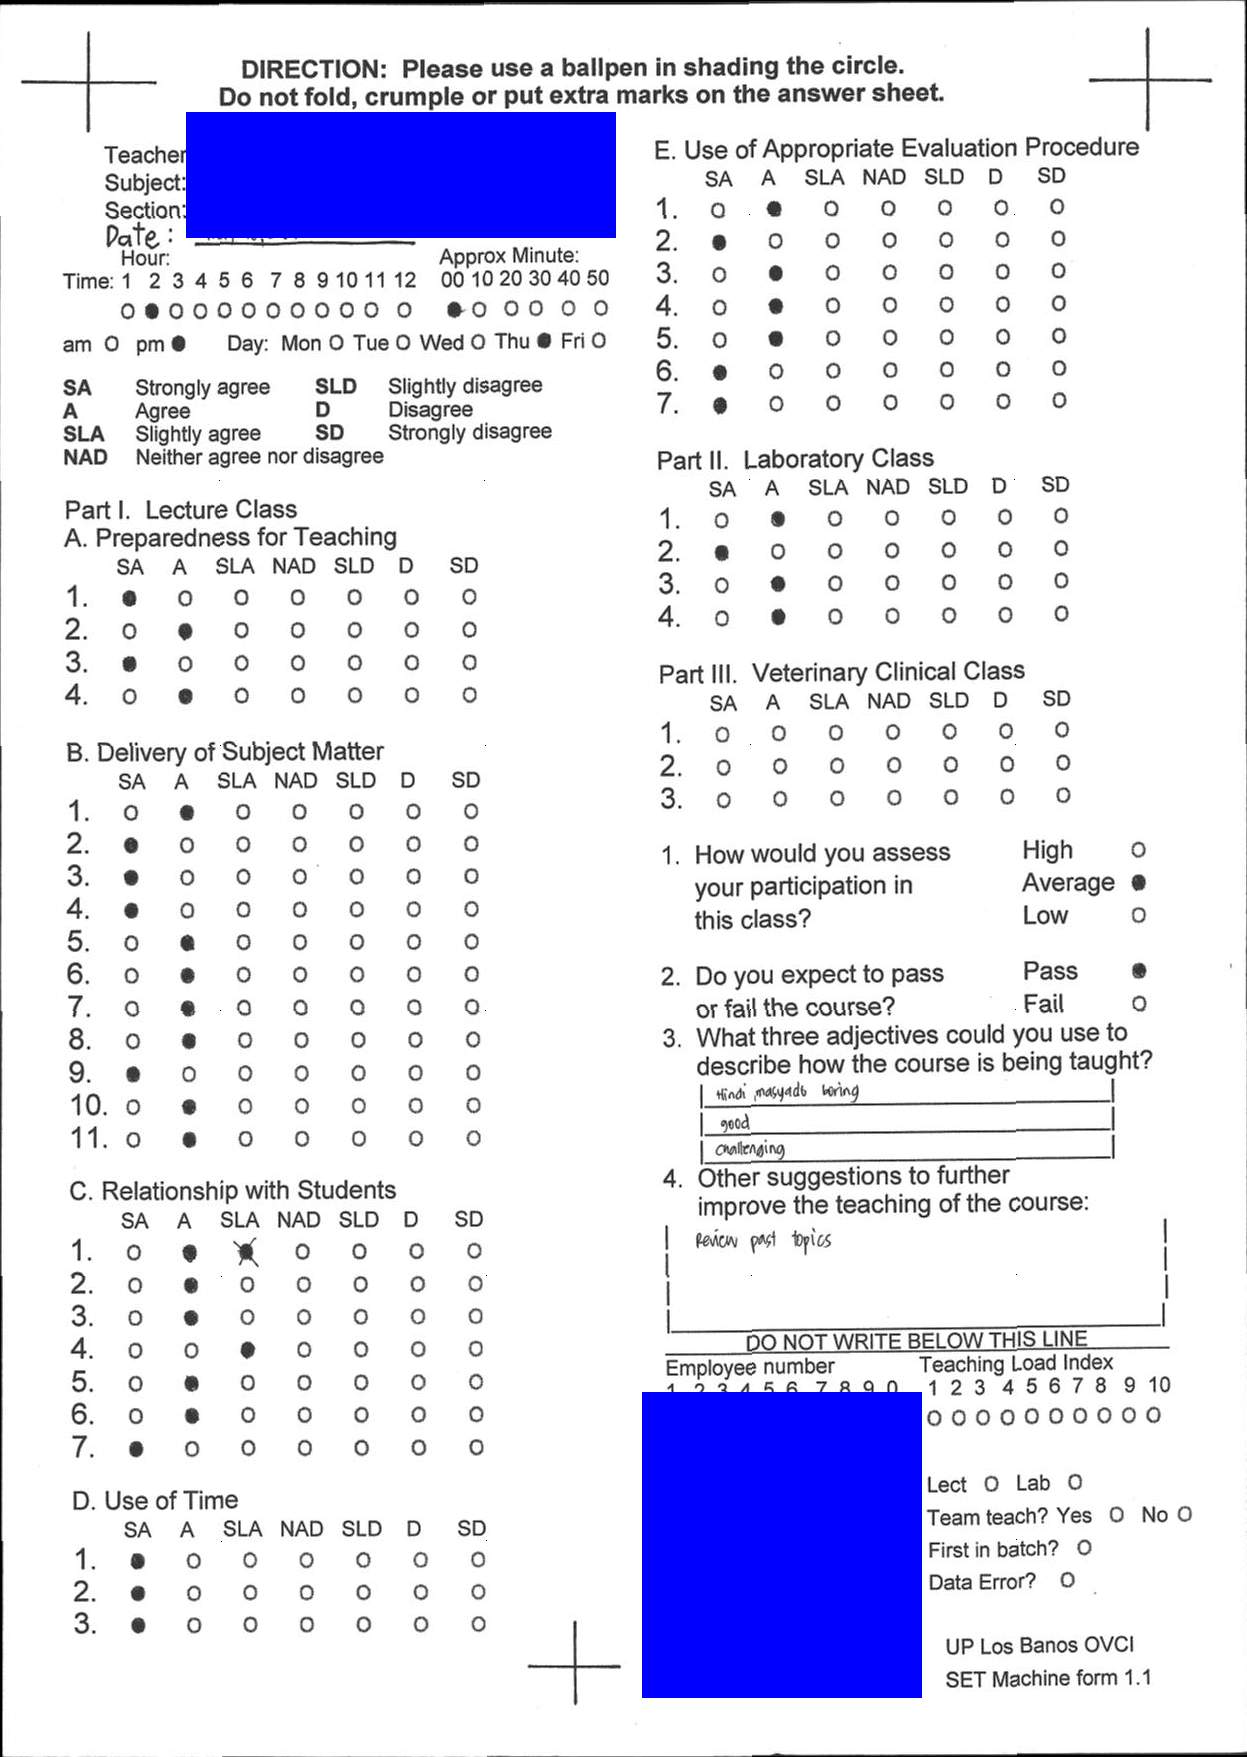 DIRECTION: Please use a ballpen in shading the circle.
Do not fold, crumple or put extra marks on the answer sheet.
Teacher
Subject:
Section:
Date:
Hour: Approx Minute:
Time: 1 2 3 4 5 6 7 8 9 10 11 12 00 10 20 30 40 50
am pm Day: Mon Tue Wed Thu Fri
SA Strongly agree SLD Slightly disagree
A Agree D Disagree
SLA Slightly agree SD Strongly disagree
NAD Neither agree nor disagree
Part I. Lecture Class
A. Preparedness for Teaching
SA A SLA NAD SLD D SD
1.
2.
3.
4.
B. Delivery of Subject Matter
SA A SLA NAD SLD D SD
1.
2.
3.
4.
5.
6.
7.
8.
9.
10.
11.
C. Relationship with Students
SA A SLA NAD SLD D SD
1.
2.
3.
4.
5.
6.
7.
D. Use of Time
SA A SLA NAD SLD D SD
1.
2.
3.
E. Use of Appropriate Evaluation Procedure
SA A SLA NAD SLD D SD
1.
2.
3.
4.
5.
6.
7.
Part II. Laboratory Class
SA A SLA NAD SLD D SD
1.
2.
3.
4.
Part III. Veterinary Clinical Class
SA A SLA NAD SLD D SD
1.
2.
3.
1. How would you assess High
your participation in Average
this class? Low
2. Do you expect to pass Pass
or fail the course? Fail
3. What three adjectives could you use to
describe how the course is being taught?
Hindi masyado boring
good
challenging
4. Other suggestions to further
improve the teaching of the course:
Review past topics
DO NOT WRITE BELOW THIS LINE
Employee number Teaching Load Index
1 2 3 4 5 6 7 8 9 0 1 2 3 4 5 6 7 8 9 10
Lect Lab
Team teach? Yes No
First in batch?
Data Error?
UP Los Banos OVCI
SET Machine form 1.1